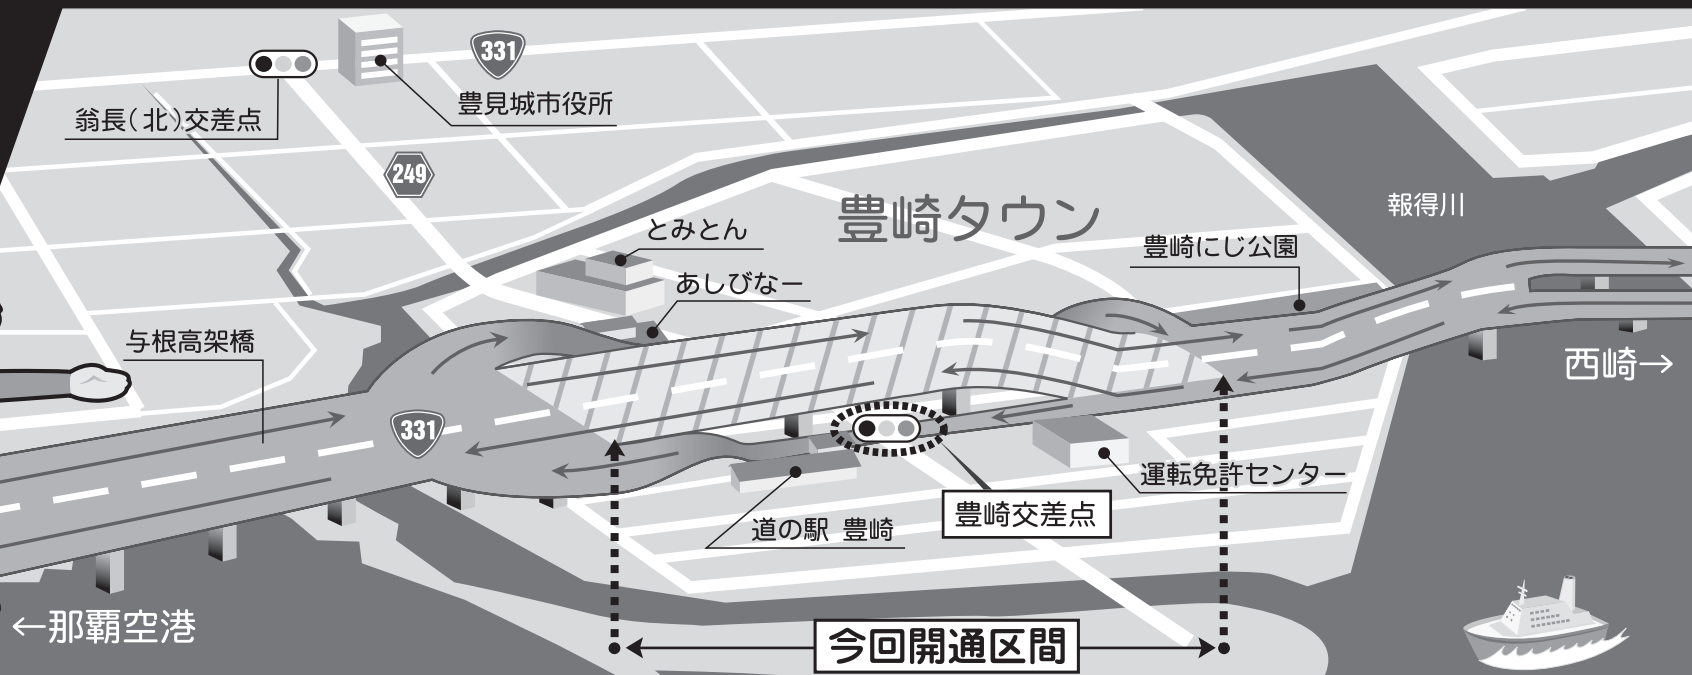 331
豊見城市役所
翁長（北）交差点
249
豊崎タウン
報得川
とみとん
豊崎にじ公園
あしびなー
与根高架橋
西崎→
331
運転免許センター
豊崎交差点
道の駅 豊崎
←那覇空港
今回開通区間